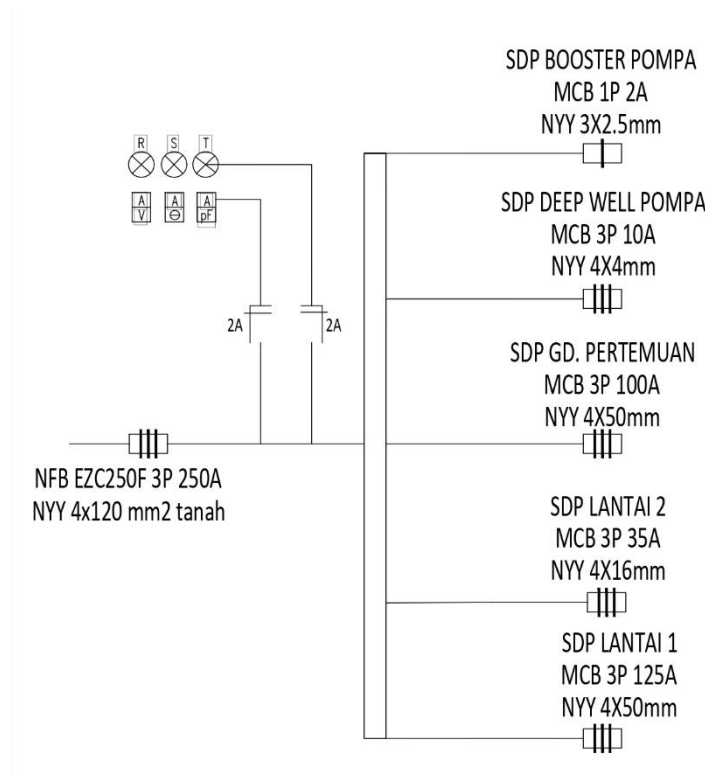 SDP BOOSTER POMPA
MCB 1P 2A
NYY 3X2.5mm
R S T
A A A
V ⊖ pF
SDP DEEP WELL POMPA
MCB 3P 10A
NYY 4X4mm
2A 2A
SDP GD. PERTEMUAN
MCB 3P 100A
NYY 4X50mm
NFB EZC250F 3P 250A
NYY 4x120 mm2 tanah
SDP LANTAI 2
MCB 3P 35A
NYY 4X16mm
SDP LANTAI 1
MCB 3P 125A
NYY 4X50mm